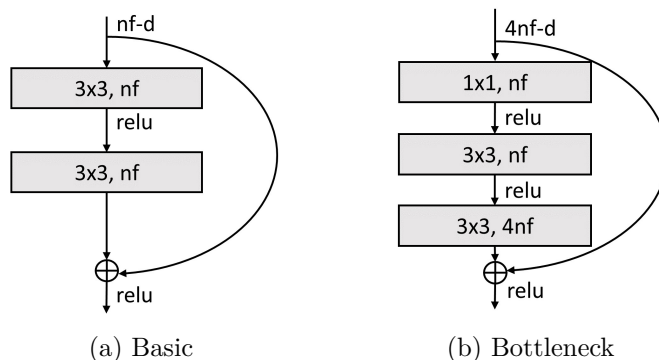 nf-d
3x3, nf
relu
3x3, nf
relu
(a) Basic
4nf-d
1x1, nf
relu
3x3, nf
relu
3x3, 4nf
relu
(b) Bottleneck